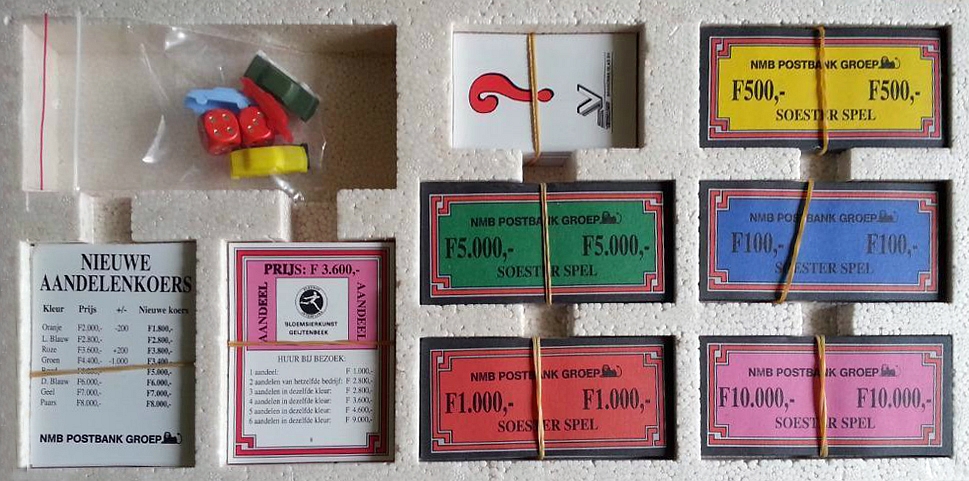 ?
NMB POSTBANK GROEP
F500,- F500,-
SOESTER SPEL
NMB POSTBANK GROEP
F5.000,- F5.000,-
SOESTER SPEL
NMB POSTBANK GROEP
F100,- F100,-
SOESTER SPEL
NIEUWE
AANDELENKOERS
Kleur Prijs +/- Nieuwe koers
Oranje F2.000,- -200 F1.800,-
L. Blauw F2.800,- F2.800,-
Roze F3.600,- +200 F3.800,-
Groen F4.400,- -1.000 F3.400,-
F5.000,-
D. Blauw F6.000,- F6.000,-
Geel F7.000,- F7.000,-
Paars F8.000,- F8.000,-
NMB POSTBANK GROEP
PRIJS: F 3.600,-
AANDEEL
AANDEEL
BLOEMSIERKUNST
GEIJTENBEEK
HUUR BIJ BEZOEK:
1 aandeel: F 1.000,-
2 aandelen van hetzelfde bedrijf: F 2.800,-
3 aandelen in dezelfde kleur: F 2.800,-
4 aandelen in dezelfde kleur: F 3.600,-
5 aandelen in dezelfde kleur: F 4.600,-
6 aandelen in dezelfde kleur: F 9.000,-
NMB POSTBANK GROEP
F1.000,- F1.000,-
SOESTER SPEL
NMB POSTBANK GROEP
F10.000,- F10.000,-
SOESTER SPEL